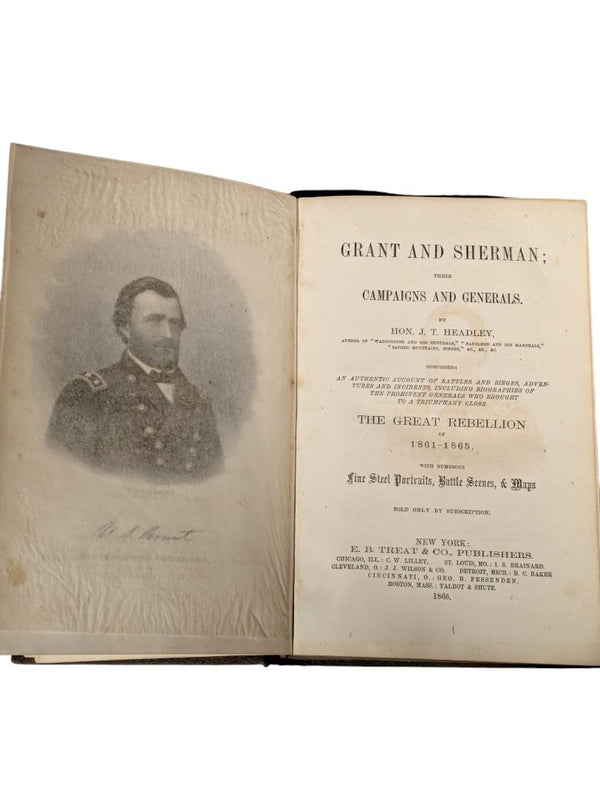 U. S. Grant
GRANT AND SHERMAN;
THEIR
CAMPAIGNS AND GENERALS.
BY
HON. J. T. HEADLEY,
AUTHOR OF "WASHINGTON AND HIS GENERALS," "NAPOLEON AND HIS MARSHALS,"
"SACRED MOUNTAINS, SCENES," &C., &C., &C.
COMPRISING
AN AUTHENTIC ACCOUNT OF BATTLES AND SIEGES, ADVEN-
TURES AND INCIDENTS, INCLUDING BIOGRAPHIES OF
THE PROMINENT GENERALS WHO BROUGHT
TO A TRIUMPHANT CLOSE
THE GREAT REBELLION
OF
1861-1865.
WITH NUMEROUS
Fine Steel Portraits, Battle Scenes, & Maps
SOLD ONLY BY SUBSCRIPTION.
NEW YORK:
E. B. TREAT & CO., PUBLISHERS.
CHICAGO, ILL.: C. W. LILLEY. ST. LOUIS, MO.: I. S. BRAINARD.
CLEVELAND, O.: J. J. WILSON & CO. DETROIT, MICH.: B. C. BAKER
CINCINNATI, O.: GEO. B. FESSENDEN.
BOSTON, MASS.: TALBOT & SHUTE.
1866.